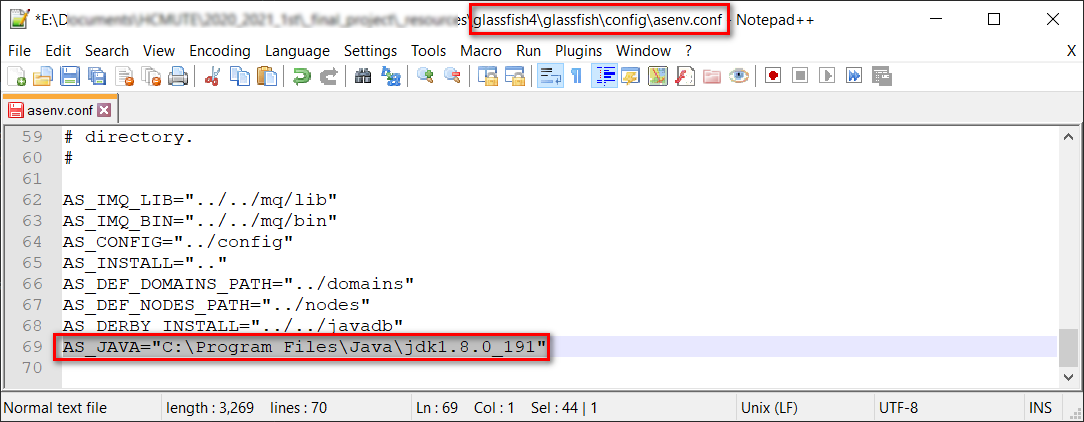 *E:\Documents\HCMUTE\2020_2021_1st\_final_project\_resources\glassfish4\glassfish\config\asenv.conf - Notepad++
File Edit Search View Encoding Language Settings Tools Macro Run Plugins Window ? X
asenv.conf
59 # directory.
60 #
61
62 AS_IMQ_LIB="../../mq/lib"
63 AS_IMQ_BIN="../../mq/bin"
64 AS_CONFIG="../config"
65 AS_INSTALL=".."
66 AS_DEF_DOMAINS_PATH="../domains"
67 AS_DEF_NODES_PATH="../nodes"
68 AS_DERBY_INSTALL="../../javadb"
69 AS_JAVA="C:\Program Files\Java\jdk1.8.0_191"
70
Normal text file length : 3,269 lines : 70 Ln : 69 Col : 1 Sel : 44 | 1 Unix (LF) UTF-8 INS